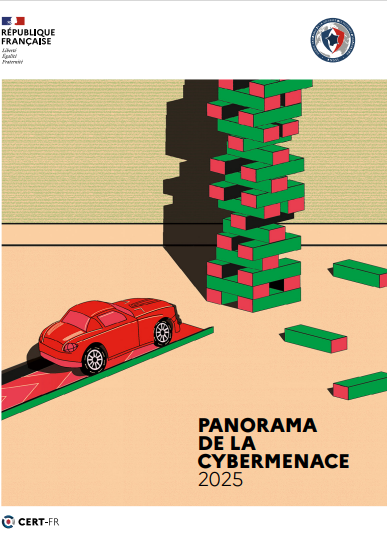 RÉPUBLIQUE
FRANÇAISE
Liberté
Égalité
Fraternité
PANORAMA
DE LA
CYBERMENACE
2025
CERT-FR